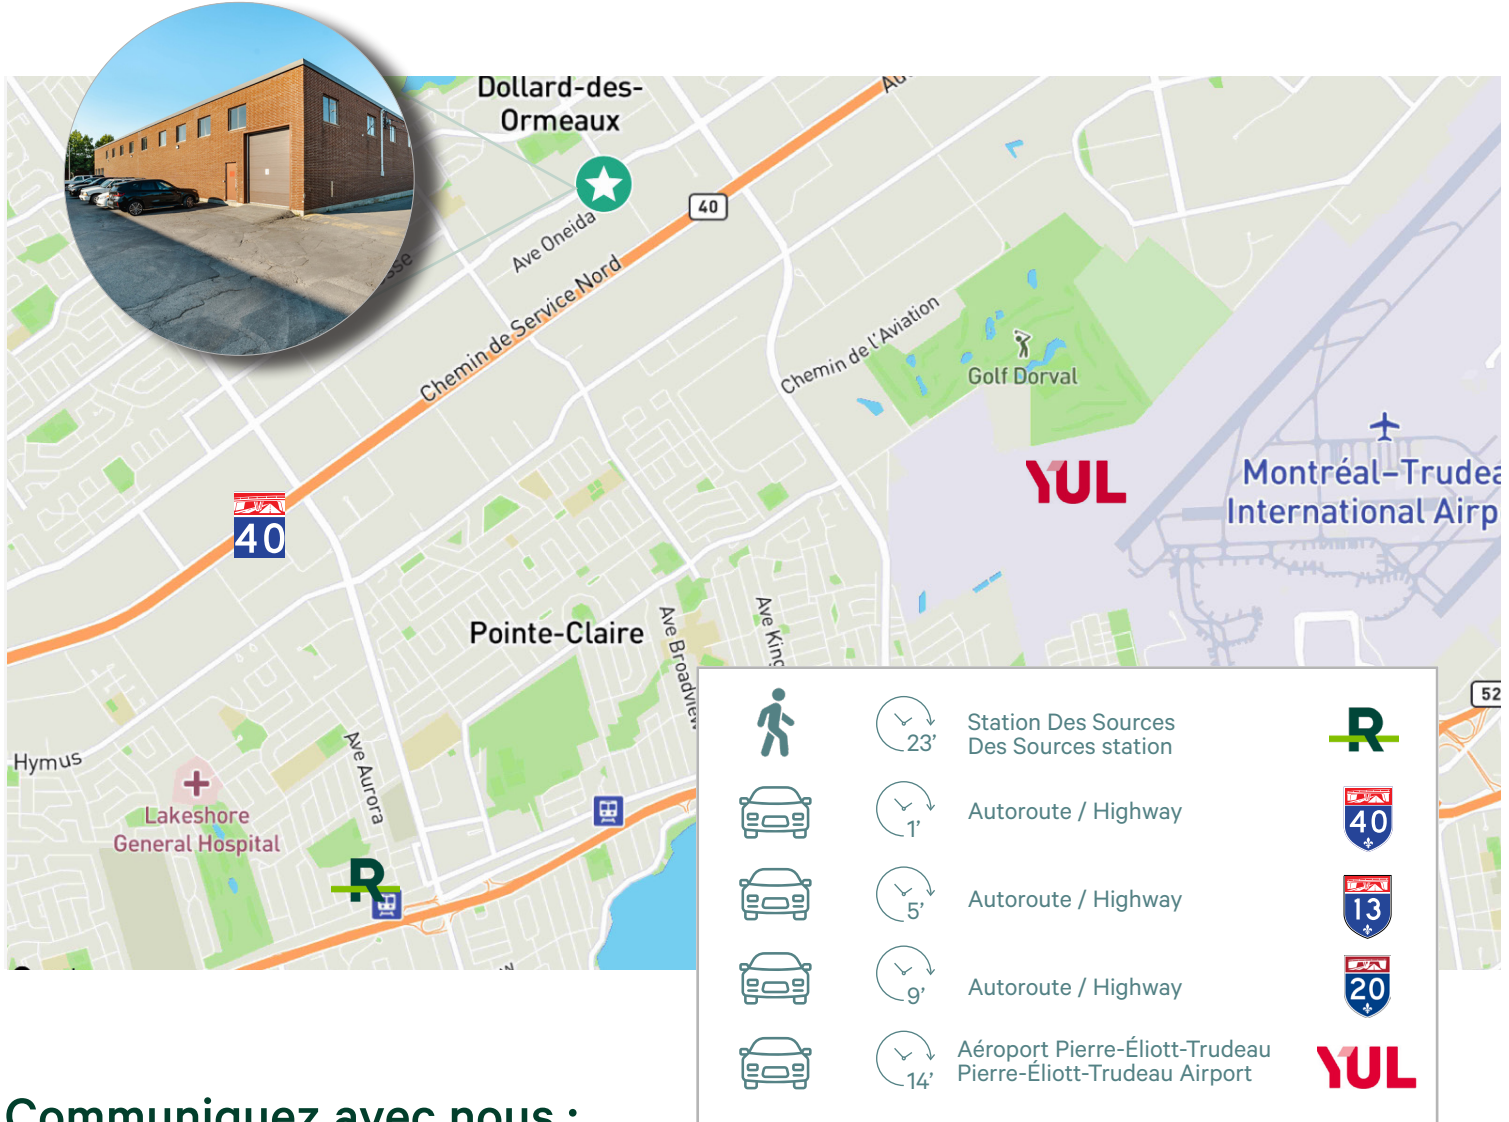 Dollard-des-
Ormeaux
40
Ave Oneida
Chemin de Service Nord
Chemin de l'Aviation
Golf Dorval
40
YUL
Montréal–Trudea
International Airp
Pointe-Claire
Ave Broadview
Ave King
52
Hymus
Ave Aurora
Lakeshore
General Hospital
R
23'
Station Des Sources
Des Sources station
R
1'
Autoroute / Highway
40
5'
Autoroute / Highway
13
9'
Autoroute / Highway
20
14'
Aéroport Pierre-Éliott-Trudeau
Pierre-Éliott-Trudeau Airport
YUL
Communiquez avec nous :